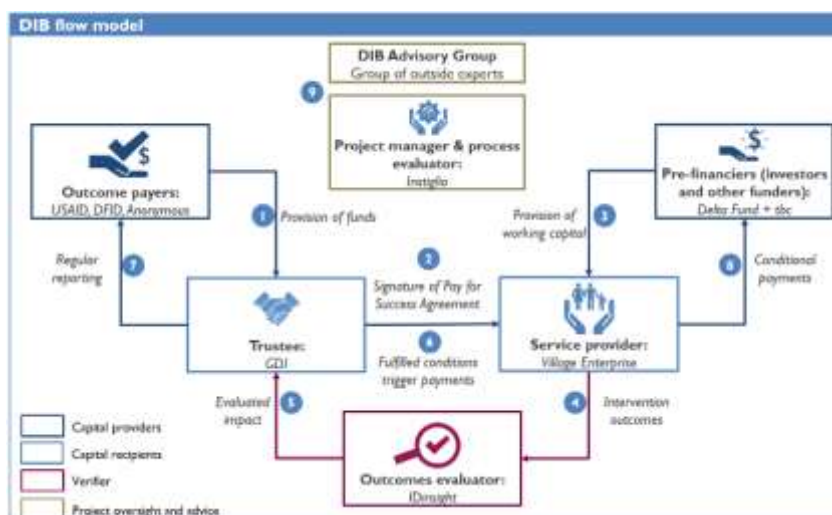 DIB flow model
DIB Advisory Group
Group of outside experts
9
Project manager & process
evaluator:
Instiglio
Outcome payers:
USAID, DFID, Anonymous
Pre-financiers (investors
and other funders):
Delta Fund + tbc
1
Provision of funds
Provision of
working capital
3
Regular
reporting
7
2
Signature of Pay for
Success Agreement
8
Conditional
payments
Trustee:
GDI
6
Fulfilled conditions
trigger payments
Service provider:
Village Enterprise
Evaluated
impact
5
4
Intervention
outcomes
Outcomes evaluator:
IDinsight
Capital providers
Capital recipients
Verifier
Project oversight and advice